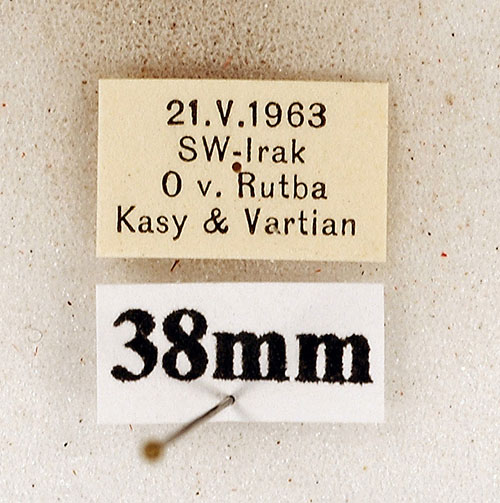 21.V.1963
SW-Irak
O v. Rutba
Kasy & Vartian
38mm